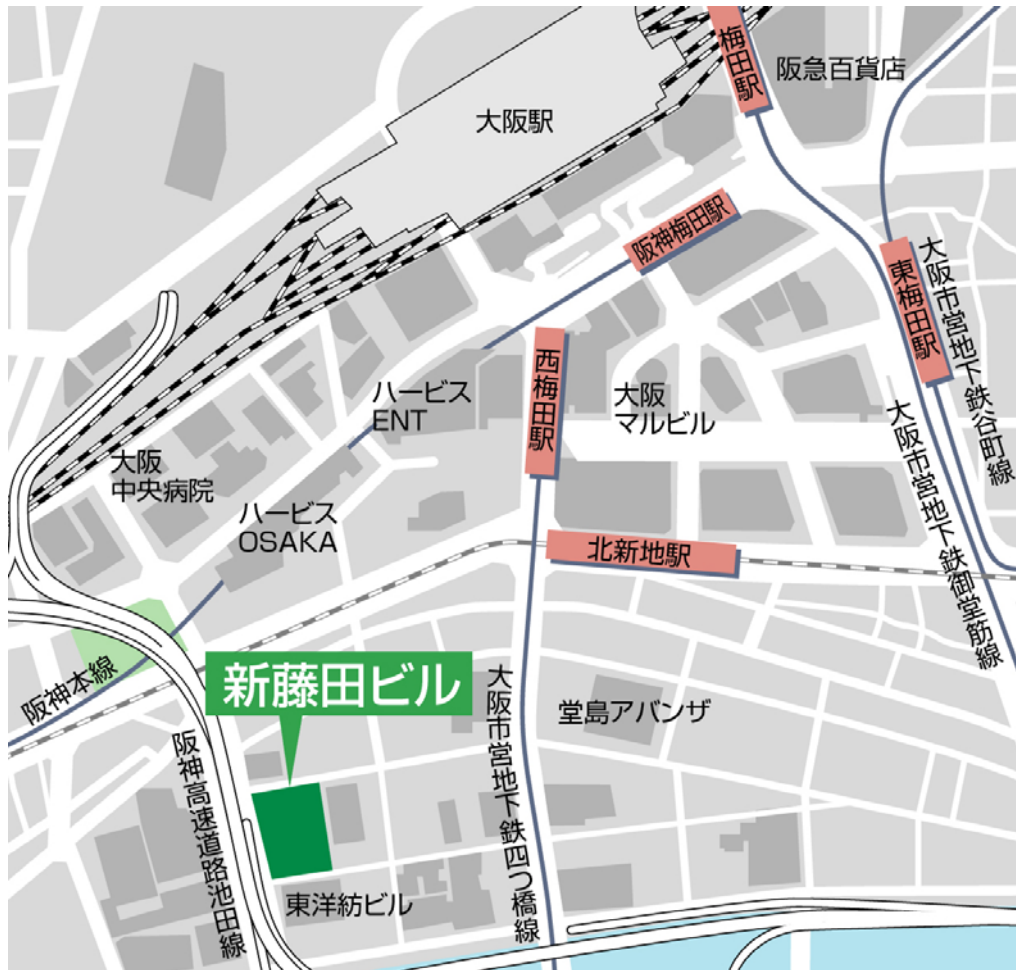 梅田駅
阪急百貨店
大阪駅
阪神梅田駅
東梅田駅
大阪市営地下鉄谷町線
西梅田駅
ハービス
ENT
大阪
マルビル
大阪市営地下鉄御堂筋線
大阪
中央病院
ハービス
OSAKA
北新地駅
阪神本線
新藤田ビル
大阪市営地下鉄四つ橋線
堂島アバンザ
阪神高速道路池田線
東洋紡ビル